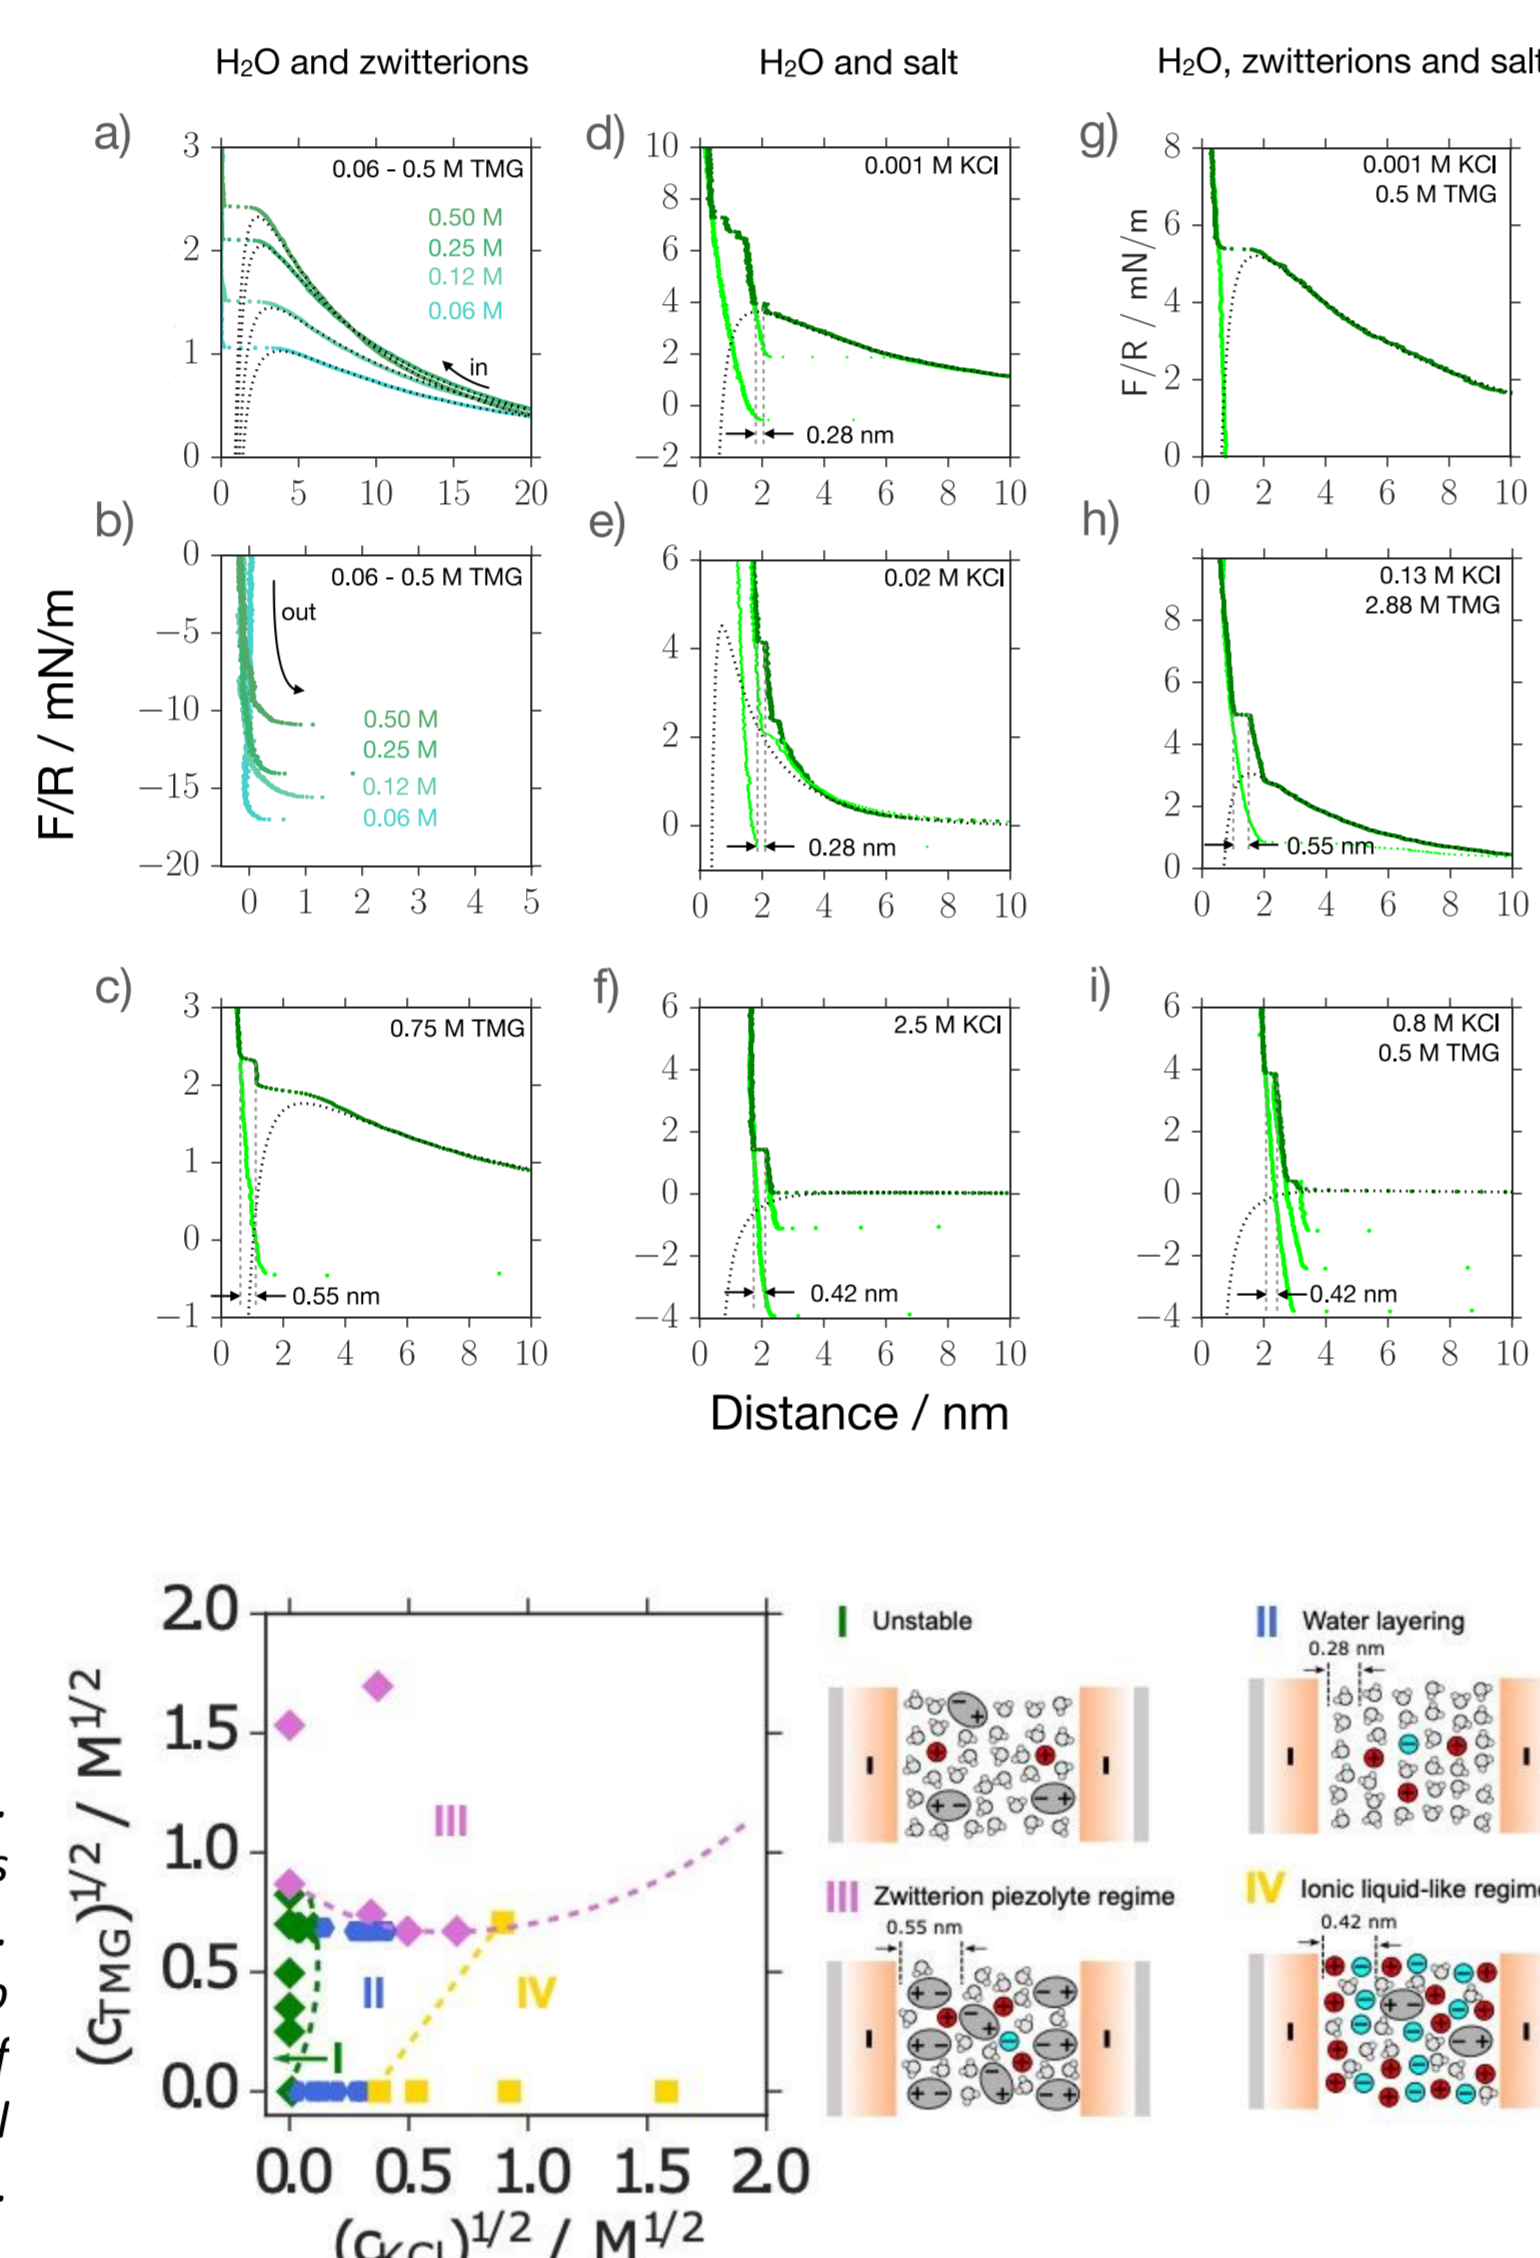 H₂O and zwitterions
H₂O and salt
H₂O, zwitterions and salt
a)
3
2
1
0
0 5 10 15 20
0.06 - 0.5 M TMG
0.50 M
0.25 M
0.12 M
0.06 M
in
d)
10
8
6
4
2
0
−2
0 2 4 6 8 10
0.001 M KCl
0.28 nm
g)
8
6
4
2
0
0 2 4 6 8 10
F/R / mN/m
0.001 M KCl
0.5 M TMG
b)
0
−5
−10
−15
−20
0 1 2 3 4 5
0.06 - 0.5 M TMG
out
0.50 M
0.25 M
0.12 M
0.06 M
e)
6
4
2
0
0 2 4 6 8 10
0.02 M KCl
0.28 nm
h)
8
6
4
2
0
0 2 4 6 8 10
0.13 M KCl
2.88 M TMG
0.55 nm
F/R / mN/m
c)
3
2
1
0
−1
0 2 4 6 8 10
0.75 M TMG
0.55 nm
f)
6
4
2
0
−2
−4
0 2 4 6 8 10
2.5 M KCl
0.42 nm
i)
6
4
2
0
−2
−4
0 2 4 6 8 10
0.8 M KCl
0.5 M TMG
0.42 nm
Distance / nm
(cTMG)1/2 / M1/2
2.0
1.5
1.0
0.5
0.0
0.0 0.5 1.0 1.5 2.0
III
II
IV
I
(cKCl)1/2 / M1/2
I Unstable
II Water layering
0.28 nm
III Zwitterion piezolyte regime
0.55 nm
IV Ionic liquid-like regime
0.42 nm